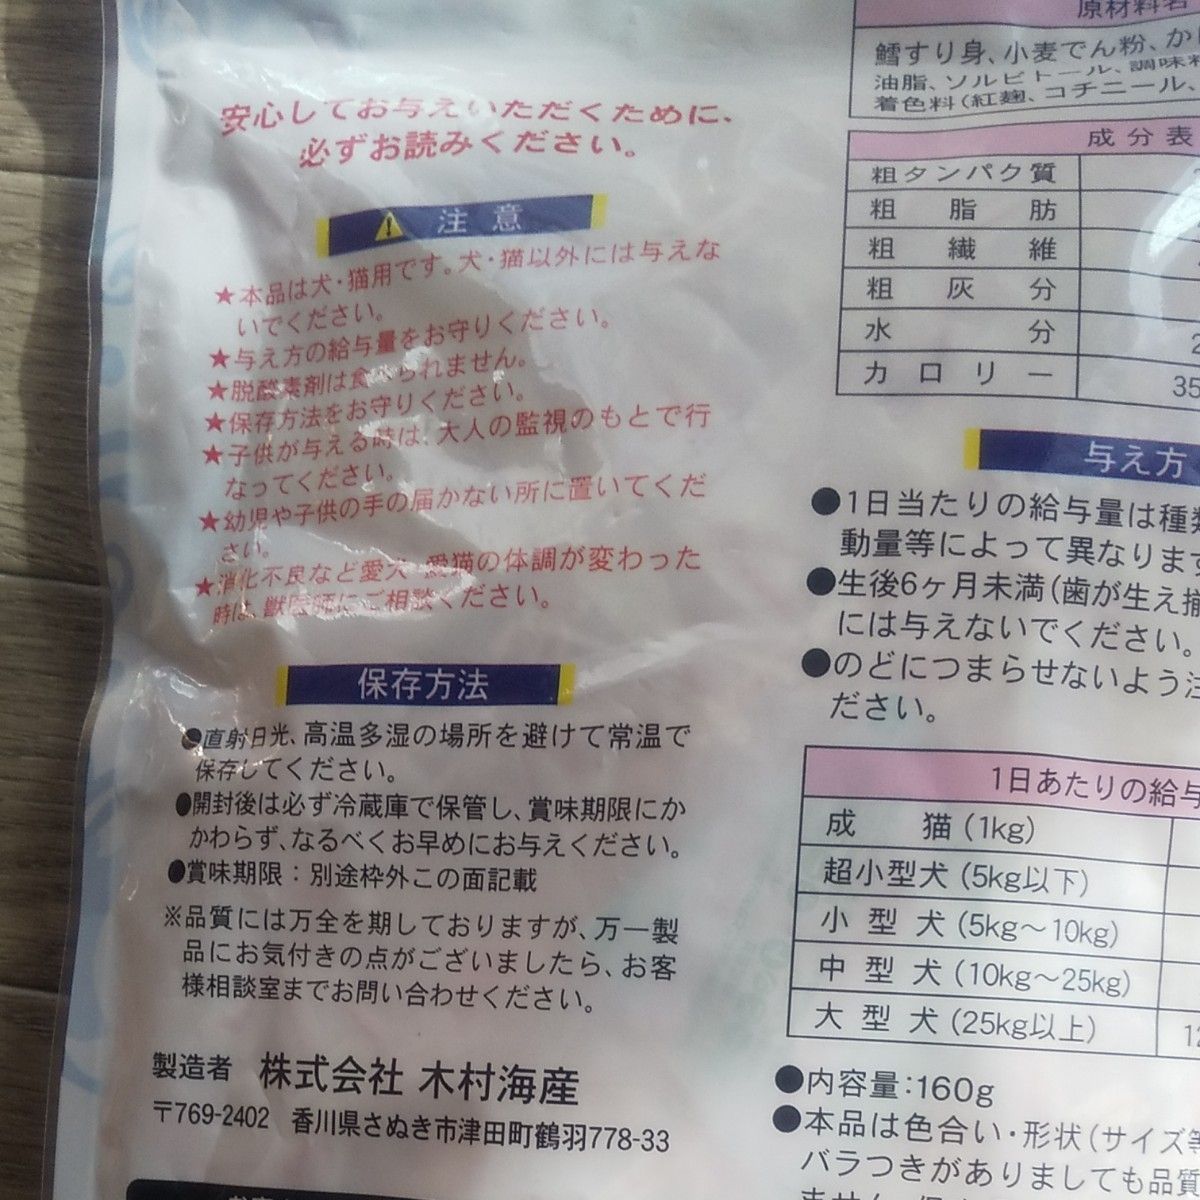 安心してお与えいただくために、
必ずお読みください。
注意
★本品は犬・猫用です。犬・猫以外には与えな
いでください。
★与え方の給与量をお守りください。
★脱酸素剤は食べられません。
★保存方法をお守りください。
★子供が与える時は、大人の監視のもとで行
なってください。
★幼児や子供の手の届かない所に置いてくだ
さい。
★消化不良など愛犬・愛猫の体調が変わった
時は、獣医師にご相談ください。
保存方法
●直射日光、高温多湿の場所を避けて常温で
保存してください。
●開封後は必ず冷蔵庫で保管し、賞味期限にか
かわらず、なるべくお早めにお与えください。
●賞味期限：別途枠外この面記載
※品質には万全を期しておりますが、万一製
品にお気付きの点がございましたら、お客
様相談室までお問い合わせください。
製造者 株式会社 木村海産
〒769-2402 香川県さぬき市津田町鶴羽778-33
原材料名
鱈すり身、小麦でん粉、か
油脂、ソルビトール、調味料
着色料(紅麹、コチニール、
成分表
粗タンパク質
粗脂肪
粗繊維
粗灰分
水分 2
カロリー 35
与え方
●1日当たりの給与量は種類
動量等によって異なります
●生後6ヶ月未満(歯が生え揃
には与えないでください。
●のどにつまらせないよう注
ださい。
1日あたりの給与
成猫(1kg)
超小型犬(5kg以下)
小型犬(5kg〜10kg)
中型犬(10kg〜25kg)
大型犬(25kg以上) 12
●内容量：160g
●本品は色合い・形状(サイズ等
バラつきがありましても品質